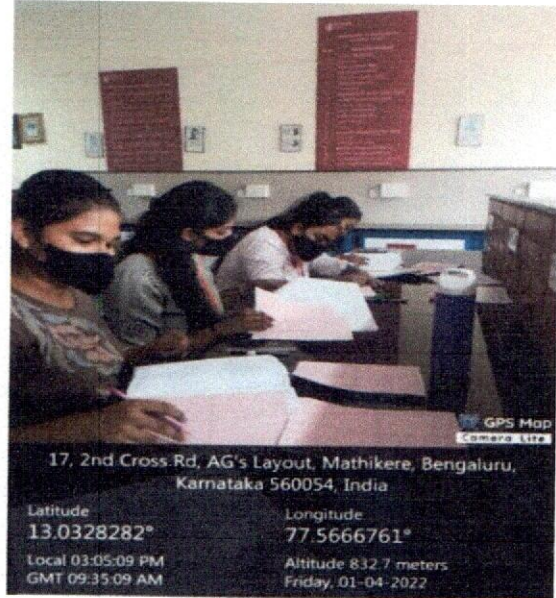 GPS Map
Camera Lite
17, 2nd Cross Rd, AG's Layout, Mathikere, Bengaluru,
Karnataka 560054, India
Latitude
13.0328282°
Longitude
77.5666761°
Local 03:05:09 PM
GMT 09:35:09 AM
Altitude 832.7 meters
Friday, 01-04-2022